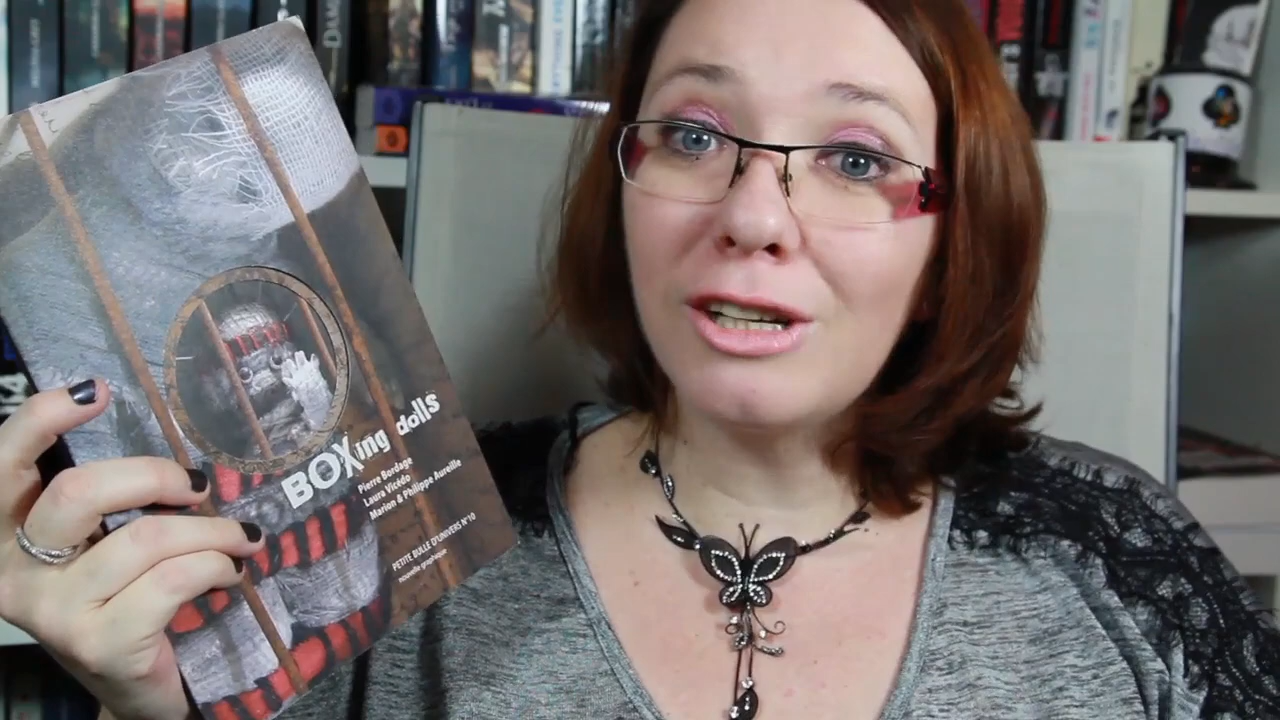 BOXing dolls
Pierre Bordage
Laura Vicédo
Marion & Philippe Aureille
PETITE BULLE D'UNIVERS N°10
nouvelle graphique